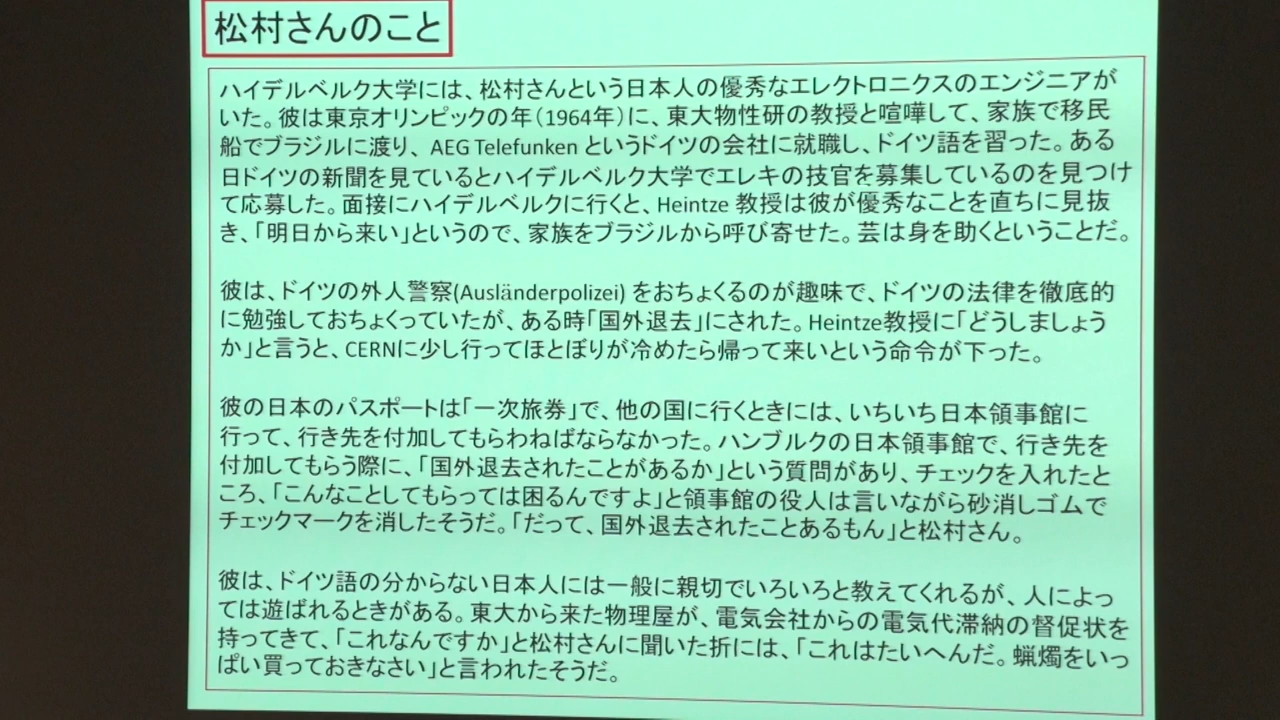 松村さんのこと
ハイデルベルク大学には、松村さんという日本人の優秀なエレクトロニクスのエンジニアが
いた。彼は東京オリンピックの年(1964年)に、東大物性研の教授と喧嘩して、家族で移民
船でブラジルに渡り、AEG Telefunken というドイツの会社に就職し、ドイツ語を習った。ある
日ドイツの新聞を見ているとハイデルベルク大学でエレキの技官を募集しているのを見つけ
て応募した。面接にハイデルベルクに行くと、Heintze 教授は彼が優秀なことを直ちに見抜
き、「明日から来い」というので、家族をブラジルから呼び寄せた。芸は身を助くということだ。
彼は、ドイツの外人警察(Ausländerpolizei) をおちょくるのが趣味で、ドイツの法律を徹底的
に勉強しておちょくっていたが、ある時「国外退去」にされた。Heintze教授に「どうしましょう
か」と言うと、CERNに少し行ってほとぼりが冷めたら帰って来いという命令が下った。
彼の日本のパスポートは「一次旅券」で、他の国に行くときには、いちいち日本領事館に
行って、行き先を付加してもらわねばならなかった。ハンブルクの日本領事館で、行き先を
付加してもらう際に、「国外退去されたことがあるか」という質問があり、チェックを入れたと
ころ、「こんなことしてもらっては困るんですよ」と領事館の役人は言いながら砂消しゴムで
チェックマークを消したそうだ。「だって、国外退去されたことあるもん」と松村さん。
彼は、ドイツ語の分からない日本人には一般に親切でいろいろと教えてくれるが、人によっ
ては遊ばれるときがある。東大から来た物理屋が、電気会社からの電気代滞納の督促状を
持ってきて、「これなんですか」と松村さんに聞いた折には、「これはたいへんだ。蝋燭をいっ
ぱい買っておきなさい」と言われたそうだ。